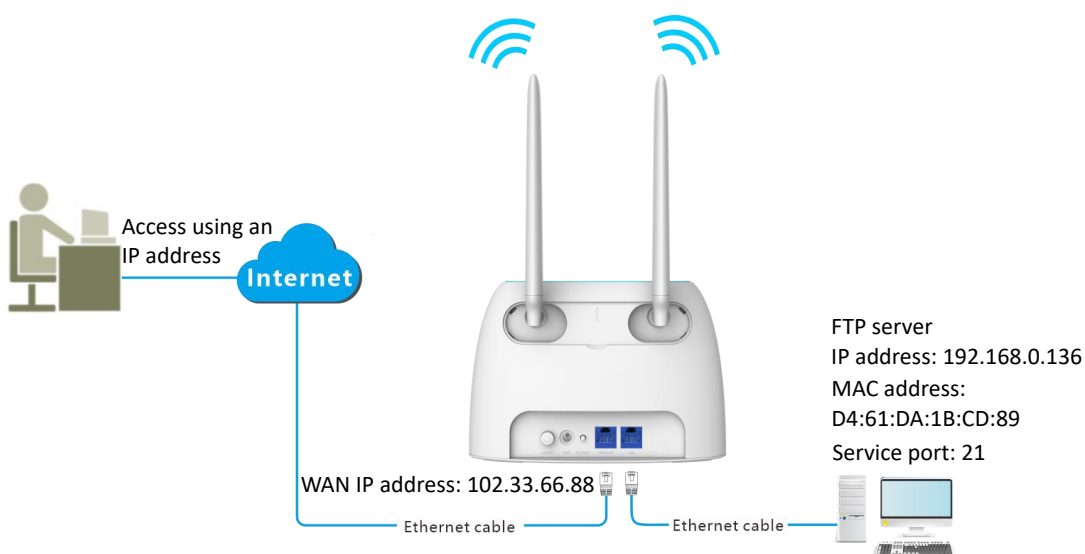 Access using an
IP address
Internet
FTP server
IP address: 192.168.0.136
MAC address:
D4:61:DA:1B:CD:89
Service port: 21
WAN IP address: 102.33.66.88
Ethernet cable
Ethernet cable